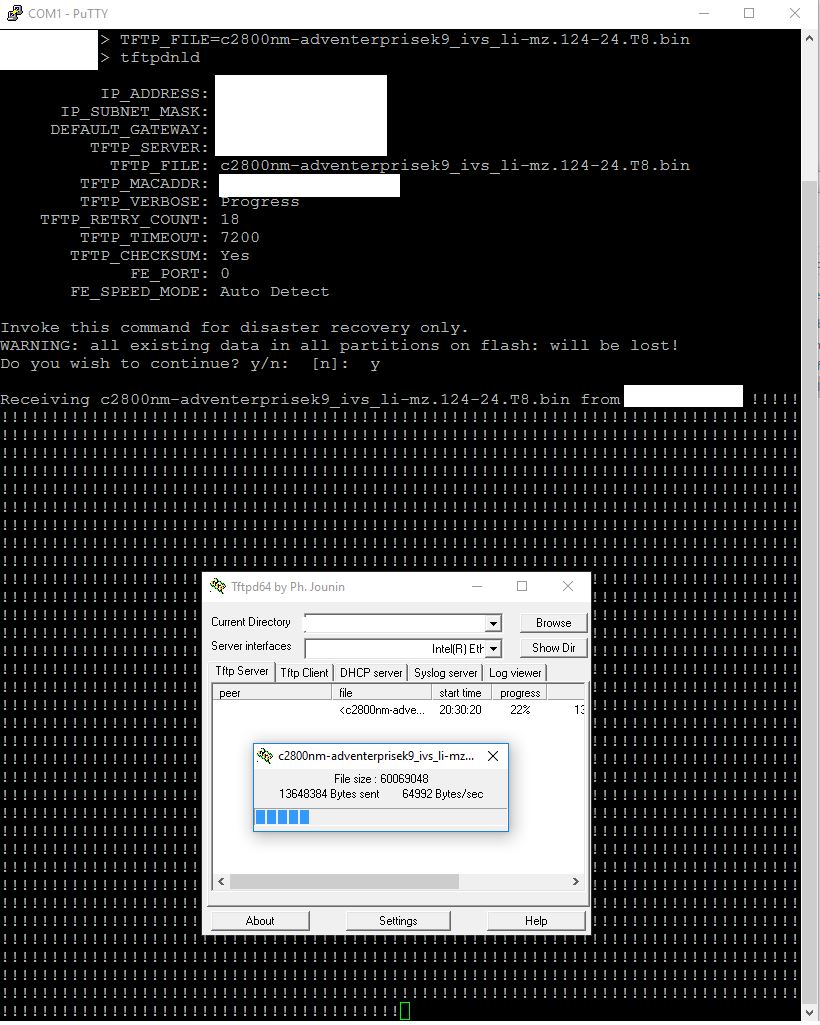 COM1 - PuTTY
> TFTP_FILE=c2800nm-adventerprisek9_ivs_li-mz.124-24.T8.bin
> tftpdnld
IP_ADDRESS:
IP_SUBNET_MASK:
DEFAULT_GATEWAY:
TFTP_SERVER:
TFTP_FILE: c2800nm-adventerprisek9_ivs_li-mz.124-24.T8.bin
TFTP_MACADDR:
TFTP_VERBOSE: Progress
TFTP_RETRY_COUNT: 18
TFTP_TIMEOUT: 7200
TFTP_CHECKSUM: Yes
FE_PORT: 0
FE_SPEED_MODE: Auto Detect
Invoke this command for disaster recovery only.
WARNING: all existing data in all partitions on flash: will be lost!
Do you wish to continue? y/n:  [n]:  y
Receiving c2800nm-adventerprisek9_ivs_li-mz.124-24.T8.bin from !!!!!
!!!!!!!!!!!!!!!!!!!!!!!!!!!!!!!!!!!!!!!!!!!!!!!!!!!!!!!!!!!!!!!!!!!!!!!!!!!!!!!!
!!!!!!!!!!!!!!!!!!!!!!!!!!!!!!!!!!!!!!!!!!!!!!!!!!!!!!!!!!!!!!!!!!!!!!!!!!!!!!!!
!!!!!!!!!!!!!!!!!!!!!!!!!!!!!!!!!!!!!!!!!!!!!!!!!!!!!!!!!!!!!!!!!!!!!!!!!!!!!!!!
!!!!!!!!!!!!!!!!!!!!!!!!!!!!!!!!!!!!!!!!!!!!!!!!!!!!!!!!!!!!!!!!!!!!!!!!!!!!!!!!
!!!!!!!!!!!!!!!!!!!!!!!!!!!!!!!!!!!!!!!!!!!!!!!!!!!!!!!!!!!!!!!!!!!!!!!!!!!!!!!!
!!!!!!!!!!!!!!!!!!!!!!!!!!!!!!!!!!!!!!!!!!!!!!!!!!!!!!!!!!!!!!!!!!!!!!!!!!!!!!!!
!!!!!!!!!!!!!!!!!!!!!!!!!!!!!!!!!!!!!!!!!!!!!!!!!!!!!!!!!!!!!!!!!!!!!!!!!!!!!!!!
!!!!!!!!!!!!!!!!!!!!!!!!!!!!!!!!!!!!!!!!!!!!!!!!!!!!!!!!!!!!!!!!!!!!!!!!!!!!!!!!
!!!!!!!!!!!!!!!!!!!!!!!!!!!!!!!!!!!!!!!!!!!!!!!!!!!!!!!!!!!!!!!!!!!!!!!!!!!!!!!!
Tftpd64 by Ph. Jounin
Current Directory
Browse
Server interfaces Intel(R) Eth
Show Dir
Tftp Server Tftp Client DHCP server Syslog server Log viewer
peer file start time progress
<c2800nm-adve... 20:30:20 22% 13
c2800nm-adventerprisek9_ivs_li-mz...
File size : 60069048
13648384 Bytes sent 64992 Bytes/sec
About Settings Help
!!!!!!!!!!!!!!!!!!!!!!!!!!!!!!!!!!!!!!!!!!!!!!!!!!!!!!!!!!!!!!!!!!!!!!!!!!!!!!!!
!!!!!!!!!!!!!!!!!!!!!!!!!!!!!!!!!!!!!!!!!!!!!!!!!!!!!!!!!!!!!!!!!!!!!!!!!!!!!!!!
!!!!!!!!!!!!!!!!!!!!!!!!!!!!!!!!!!!!!!!!!!!!!!!!!!!!!!!!!!!!!!!!!!!!!!!!!!!!!!!!
!!!!!!!!!!!!!!!!!!!!!!!!!!!!!!!!!!!!!!!!!!!!!!!!!!!!!!!!!!!!!!!!!!!!!!!!!!!!!!!!
!!!!!!!!!!!!!!!!!!!!!!!!!!!!!!!!!!!!!!!!